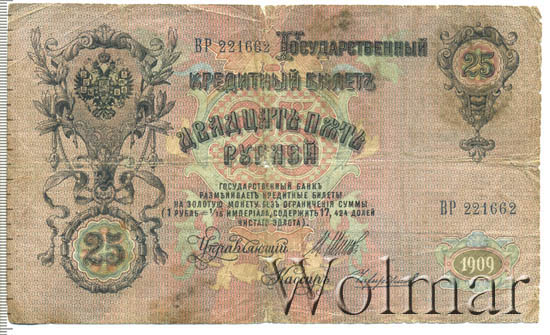 ВР 221662 Государственный
Кредитный Билетъ
25
Двадцать Пять
Рублей
Государственный Банкъ
размѣниваетъ кредитные билеты
на золотую монету безъ ограниченія суммы
(1 рубль = 1/15 имперіала, содержитъ 17,424 долей
чистаго золота).
ВР 221662
25
Управляющій
Кассиръ
1909
Wolmar